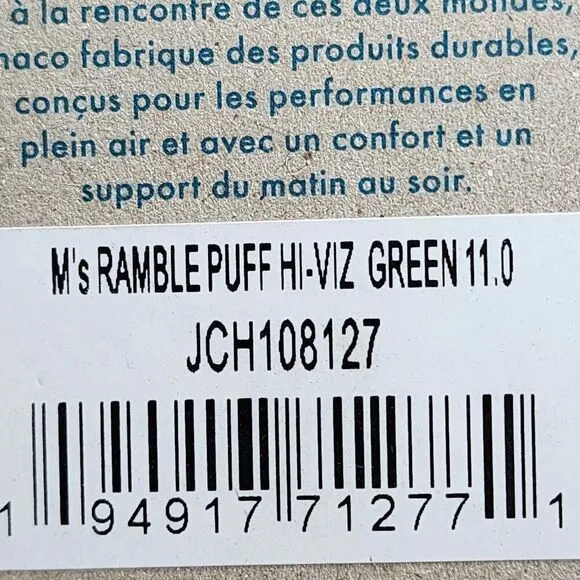 à la rencontre de ces deux mondes,
haco fabrique des produits durables,
conçus pour les performances en
plein air et avec un confort et un
support du matin au soir.
M's RAMBLE PUFF HI-VIZ GREEN 11.0
JCH108127
1 94917 71277 1